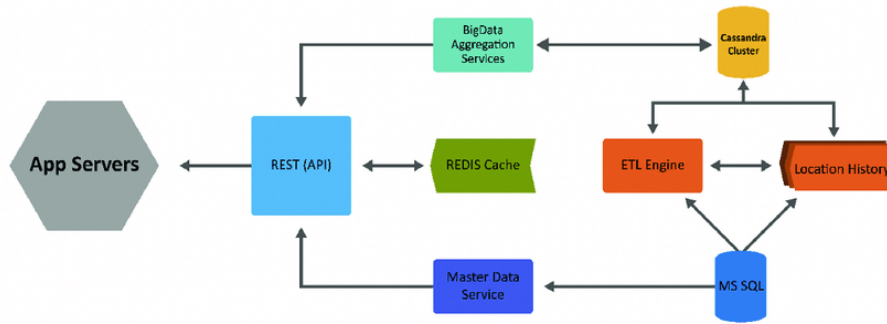 BigData
Aggregation
Services
Cassandra
Cluster
App Servers
REST (API)
REDIS Cache
ETL Engine
Location History
Master Data
Service
MS SQL